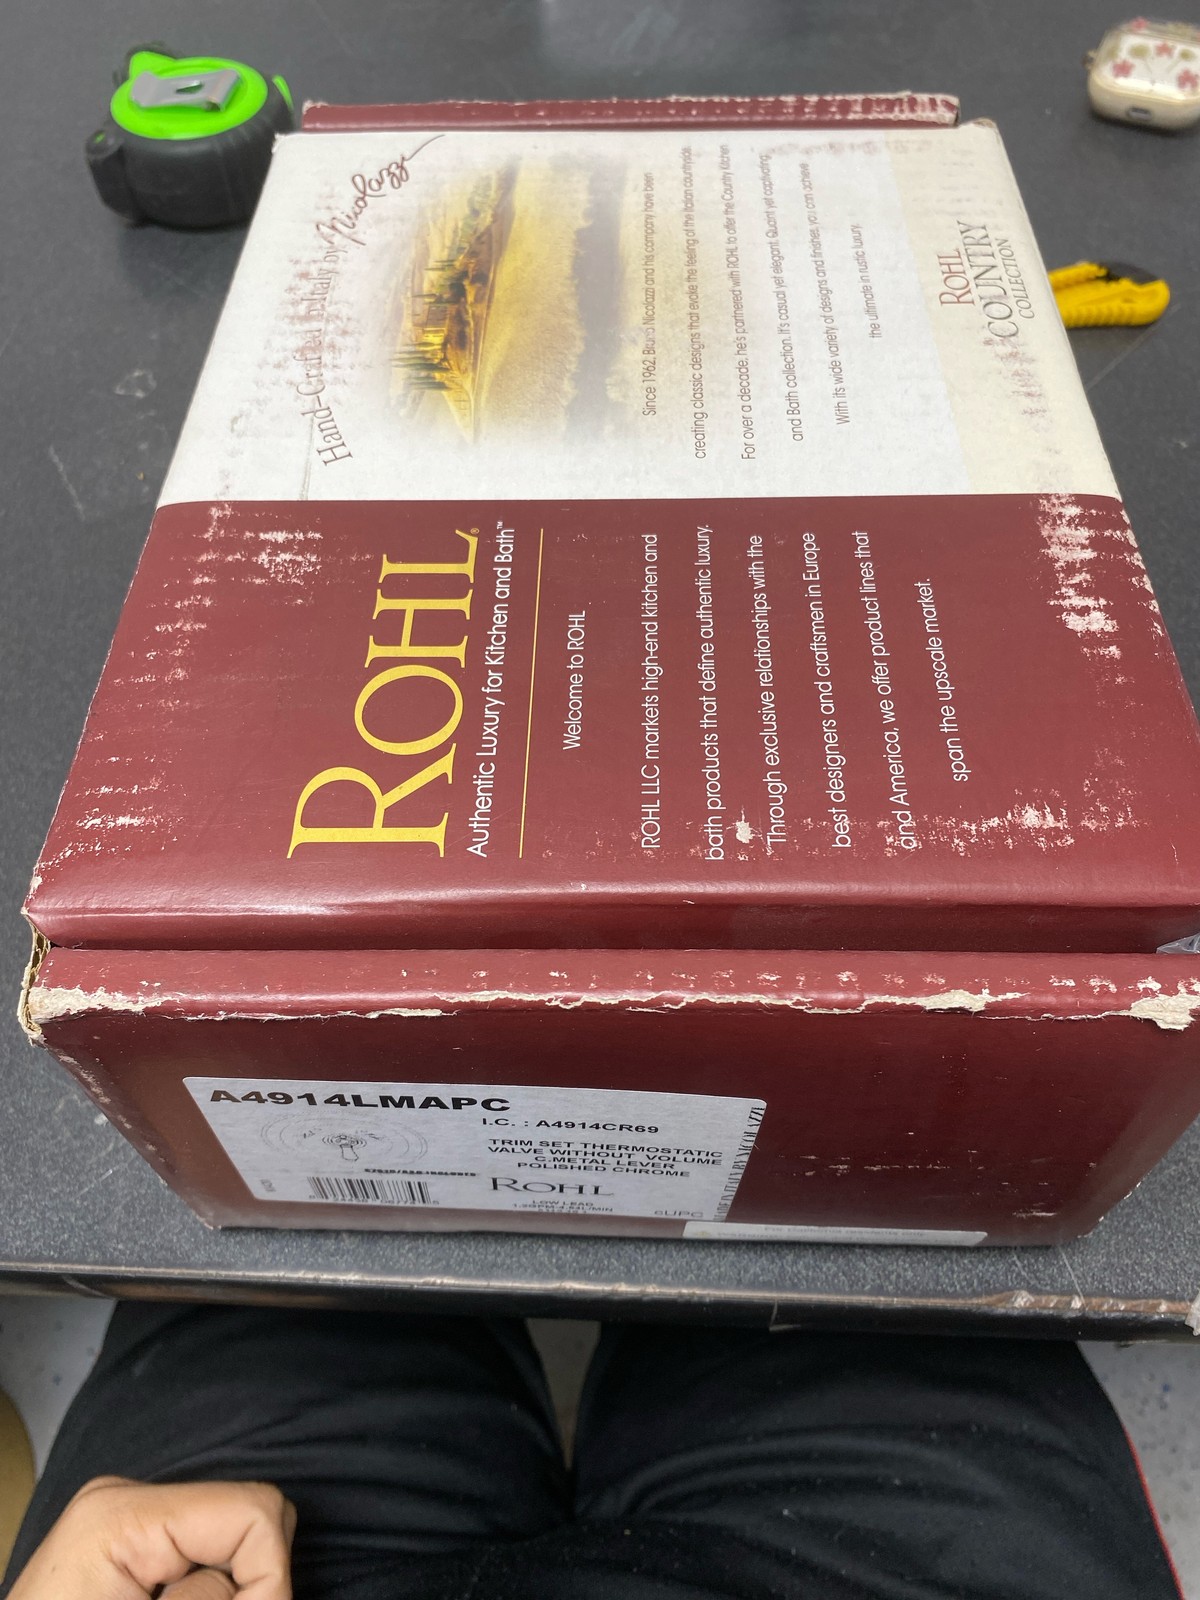 Hand-Crafted in Italy by
Nicolazzi
Since 1962, Bruno Nicolazzi and his company have been
creating classic designs that evoke the feeling of the Italian countryside.
For over a decade, he's partnered with ROHL to offer the Country Kitchen
and Bath collection. It's casual yet elegant. Quaint yet captivating.
With its wide variety of designs and finishes, you can achieve
the ultimate in rustic luxury.
ROHL
COUNTRY
COLLECTION
ROHL®
Authentic Luxury for Kitchen and Bath™
Welcome to ROHL
ROHL LLC markets high-end kitchen and
bath products that define authentic luxury.
Through exclusive relationships with the
best designers and craftsmen in Europe
and America, we offer product lines that
span the upscale market.
A4914LMAPC
I.C. : A4914CR69
TRIM SET THERMOSTATIC
VALVE WITHOUT VOLUME
C.METAL LEVER
POLISHED CHROME
ROHL
LOW LEAD
cUPC
MADE IN ITALY BY NICOLAZZI